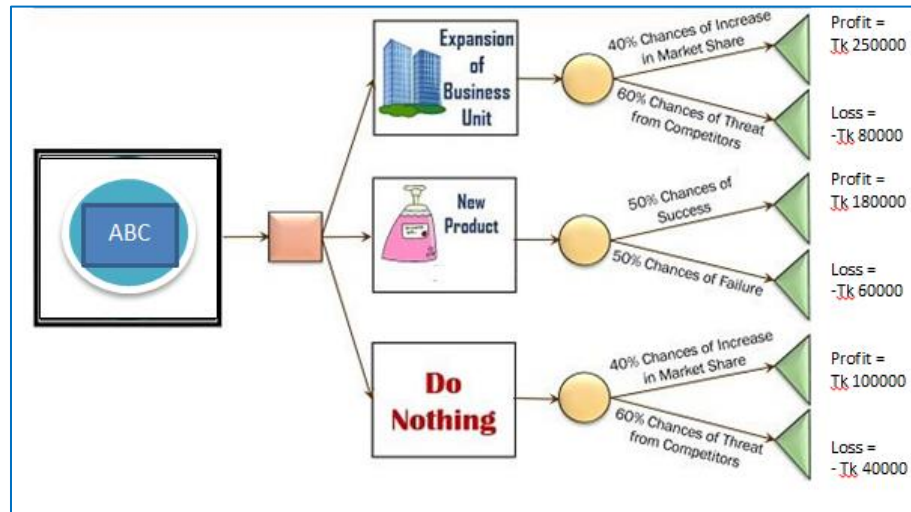 ABC
Expansion
of
Business
Unit
40% Chances of Increase
in Market Share
Profit =
Tk 250000
60% Chances of Threat
from Competitors
Loss =
-Tk 80000
New
Product
50% Chances of
Success
Profit =
Tk 180000
50% Chances of Failure
Loss =
-Tk 60000
Do
Nothing
40% Chances of Increase
in Market Share
Profit =
Tk 100000
60% Chances of Threat
from Competitors
Loss =
- Tk 40000